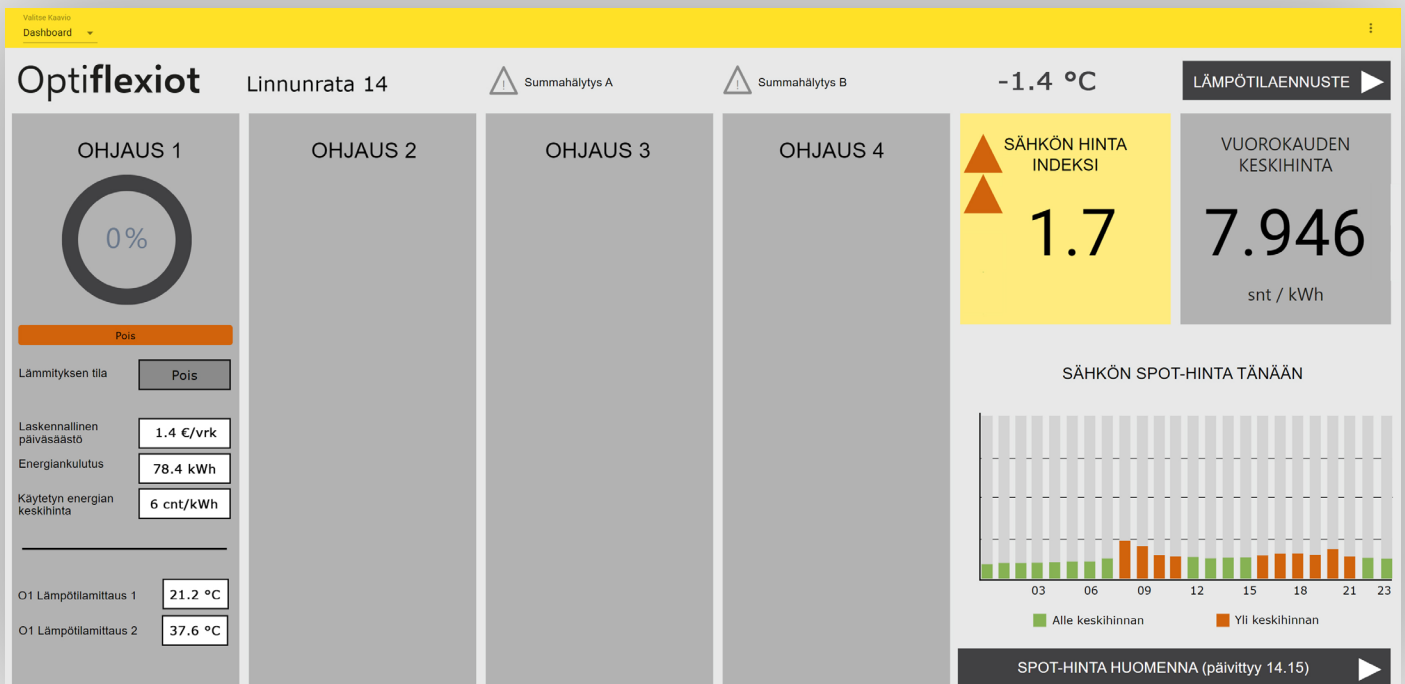 Valitse Kaavio
Dashboard
Optiflexiot
Linnunrata 14
Summahälytys A
Summahälytys B
-1.4 °C
LÄMPÖTILAENNUSTE
OHJAUS 1
0%
Pois
Lämmityksen tila
Pois
Laskennallinen
päiväsäästö
1.4 €/vrk
Energiankulutus
78.4 kWh
Käytetyn energian
keskihinta
6 cnt/kWh
O1 Lämpötilamittaus 1
21.2 °C
O1 Lämpötilamittaus 2
37.6 °C
OHJAUS 2
OHJAUS 3
OHJAUS 4
SÄHKÖN HINTA
INDEKSI
1.7
VUOROKAUDEN
KESKIHINTA
7.946
snt / kWh
SÄHKÖN SPOT-HINTA TÄNÄÄN
03 06 09 12 15 18 21 23
Alle keskihinnan
Yli keskihinnan
SPOT-HINTA HUOMENNA (päivittyy 14.15)